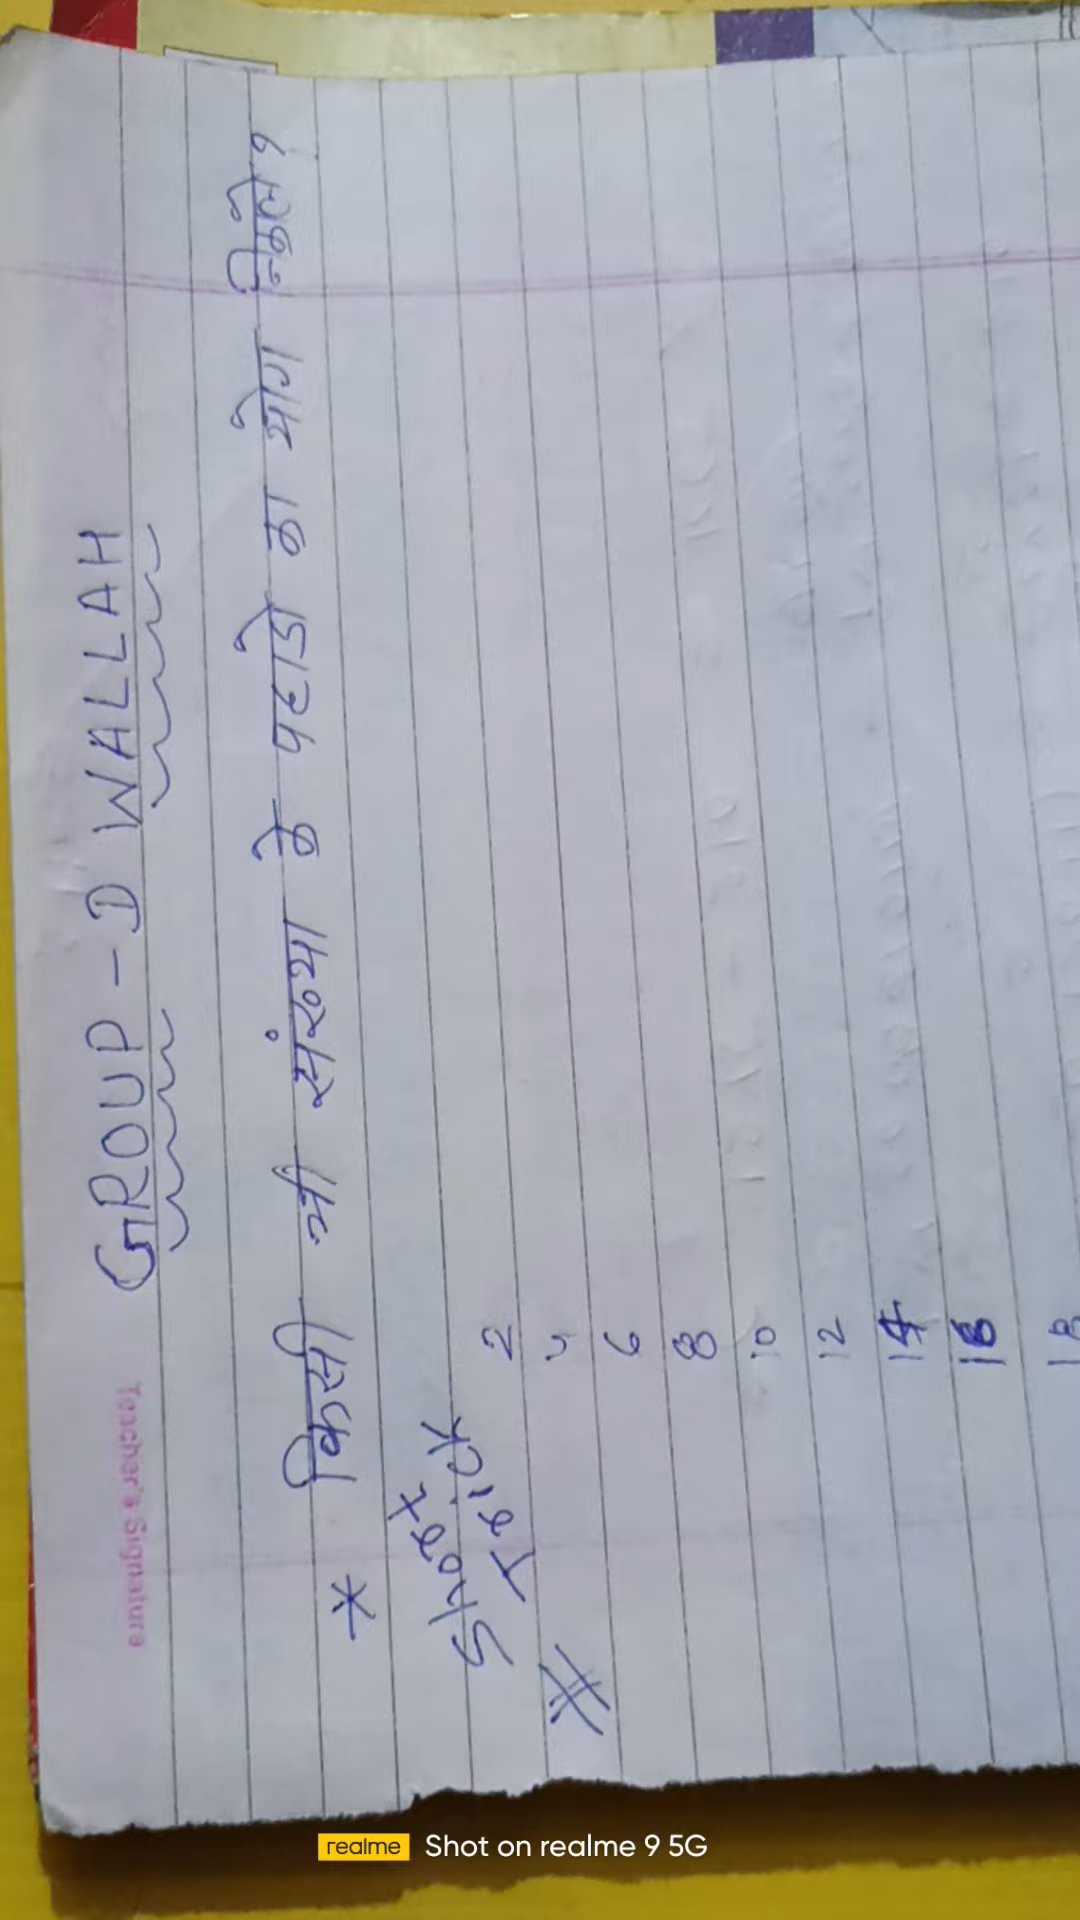 Teacher's Signature
GROUP - D WALLAH
* किसी भी संख्या के पहाड़े का योग निकाले ?
Short
Trick
#
2
4
6
8
10
12
14
16
18
realme Shot on realme 9 5G